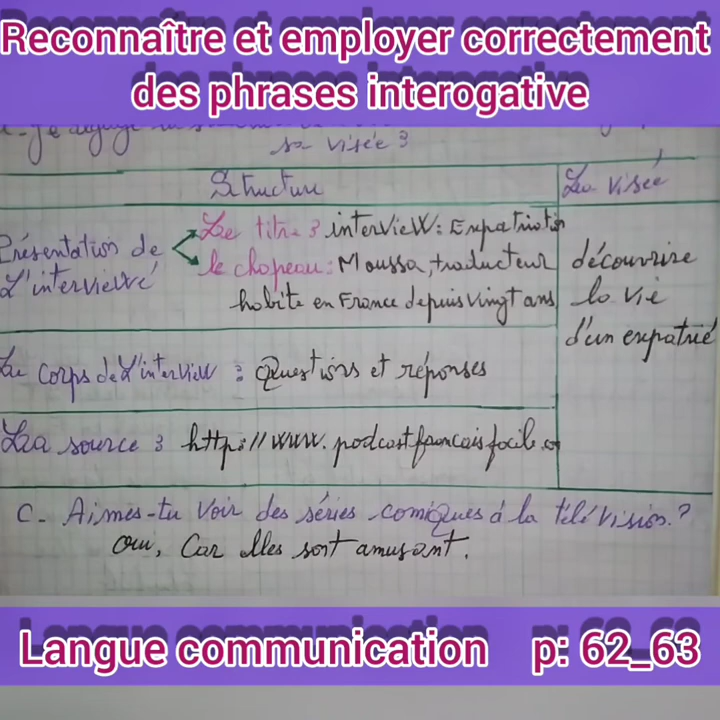 Reconnaître et employer correctement
des phrases interogative
sa visée :
Structure
La visée
Présentation de
L'interviewé
Le titre : interview : Expatriation
le chapeau : Moussa, traducteur
habite en France depuis vingt ans
découvrire
la vie
d'un expatrié
Le corps de L'interview : Questions et réponses
La source : http://www.podcastfrancaisfacile.co
C. Aimes-tu voir des séries comiques à la télévision.?
oui, Car elles sont amusant.
Langue communication p: 62_63